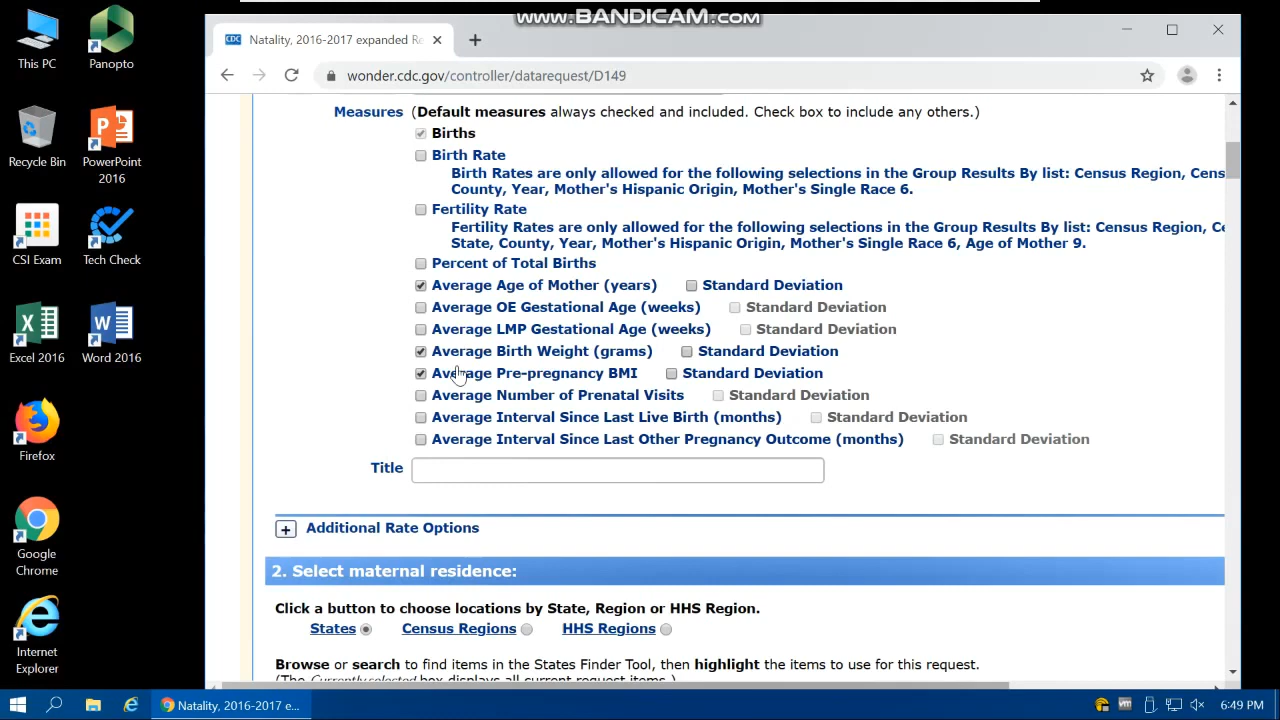 www.BANDICAM.com
This PC
Panopto
Recycle Bin
PowerPoint
2016
CSI Exam
Tech Check
Excel 2016
Word 2016
Firefox
Google
Chrome
Internet
Explorer
CDC
Natality, 2016-2017 expanded Re
wonder.cdc.gov/controller/datarequest/D149
Measures (Default measures always checked and included. Check box to include any others.)
Births
Birth Rate
Birth Rates are only allowed for the following selections in the Group Results By list: Census Region, Cens
County, Year, Mother's Hispanic Origin, Mother's Single Race 6.
Fertility Rate
Fertility Rates are only allowed for the following selections in the Group Results By list: Census Region, Ce
State, County, Year, Mother's Hispanic Origin, Mother's Single Race 6, Age of Mother 9.
Percent of Total Births
Average Age of Mother (years) Standard Deviation
Average OE Gestational Age (weeks) Standard Deviation
Average LMP Gestational Age (weeks) Standard Deviation
Average Birth Weight (grams) Standard Deviation
Average Pre-pregnancy BMI Standard Deviation
Average Number of Prenatal Visits Standard Deviation
Average Interval Since Last Live Birth (months) Standard Deviation
Average Interval Since Last Other Pregnancy Outcome (months) Standard Deviation
Title
Additional Rate Options
2. Select maternal residence:
Click a button to choose locations by State, Region or HHS Region.
States Census Regions HHS Regions
Browse or search to find items in the States Finder Tool, then highlight the items to use for this request.
(The Currently selected box displays all current request items.)
Natality, 2016-2017 e...
6:49 PM